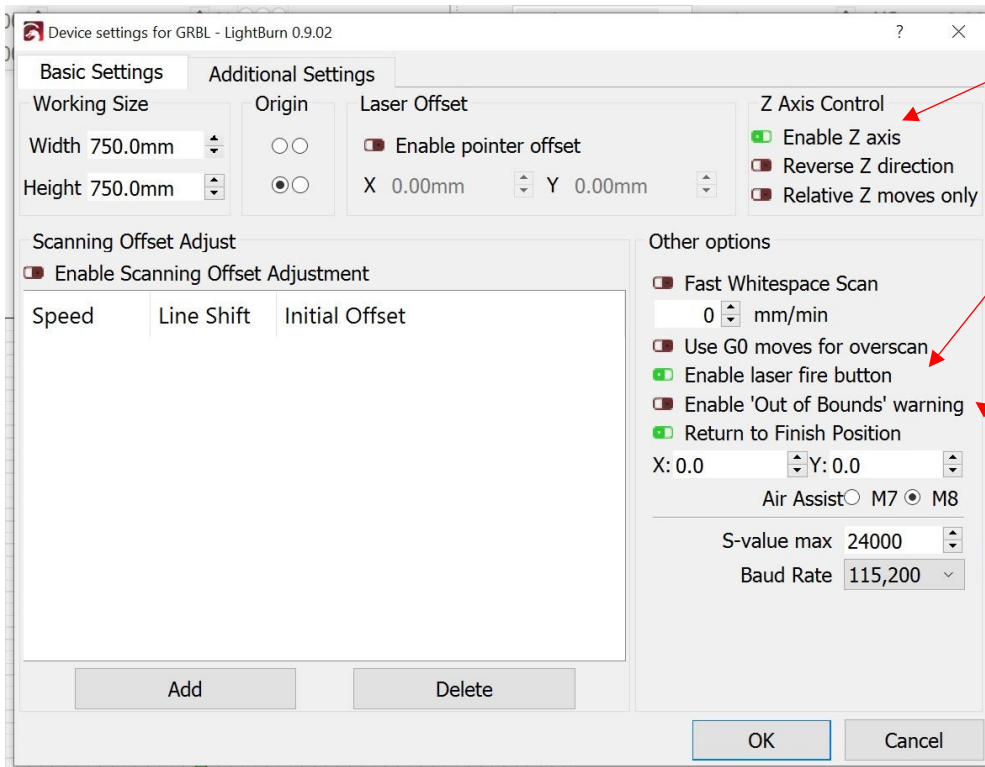 Device settings for GRBL - LightBurn 0.9.02
? ×
Basic Settings Additional Settings
Working Size
Width 750.0mm
Height 750.0mm
Origin
Laser Offset
Enable pointer offset
X 0.00mm Y 0.00mm
Z Axis Control
Enable Z axis
Reverse Z direction
Relative Z moves only
Scanning Offset Adjust
Enable Scanning Offset Adjustment
Speed Line Shift Initial Offset
Add Delete
Other options
Fast Whitespace Scan
0 mm/min
Use G0 moves for overscan
Enable laser fire button
Enable 'Out of Bounds' warning
Return to Finish Position
X: 0.0 Y: 0.0
Air Assist M7 M8
S-value max 24000
Baud Rate 115,200
OK Cancel